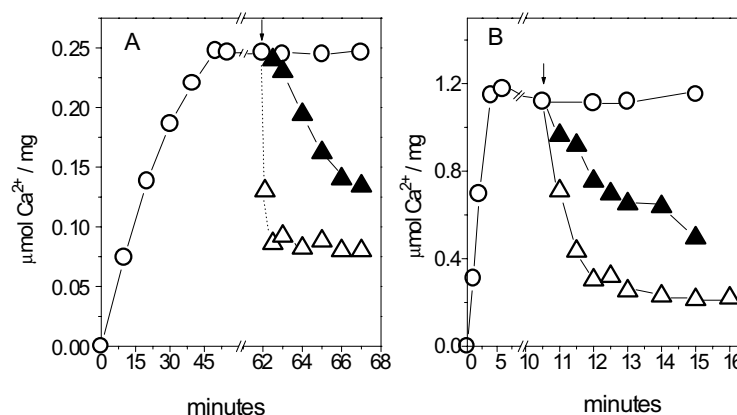 A
B
µmol Ca2+ / mg
0.25
0.20
0.15
0.10
0.05
0.00
0 15 30 45 62 64 66 68
minutes
µmol Ca2+ / mg
1.2
0.8
0.4
0.0
0 5 10 11 12 13 14 15 16
minutes